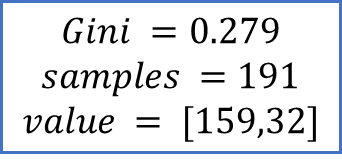 Gini = 0.279
samples = 191
value = [159,32]